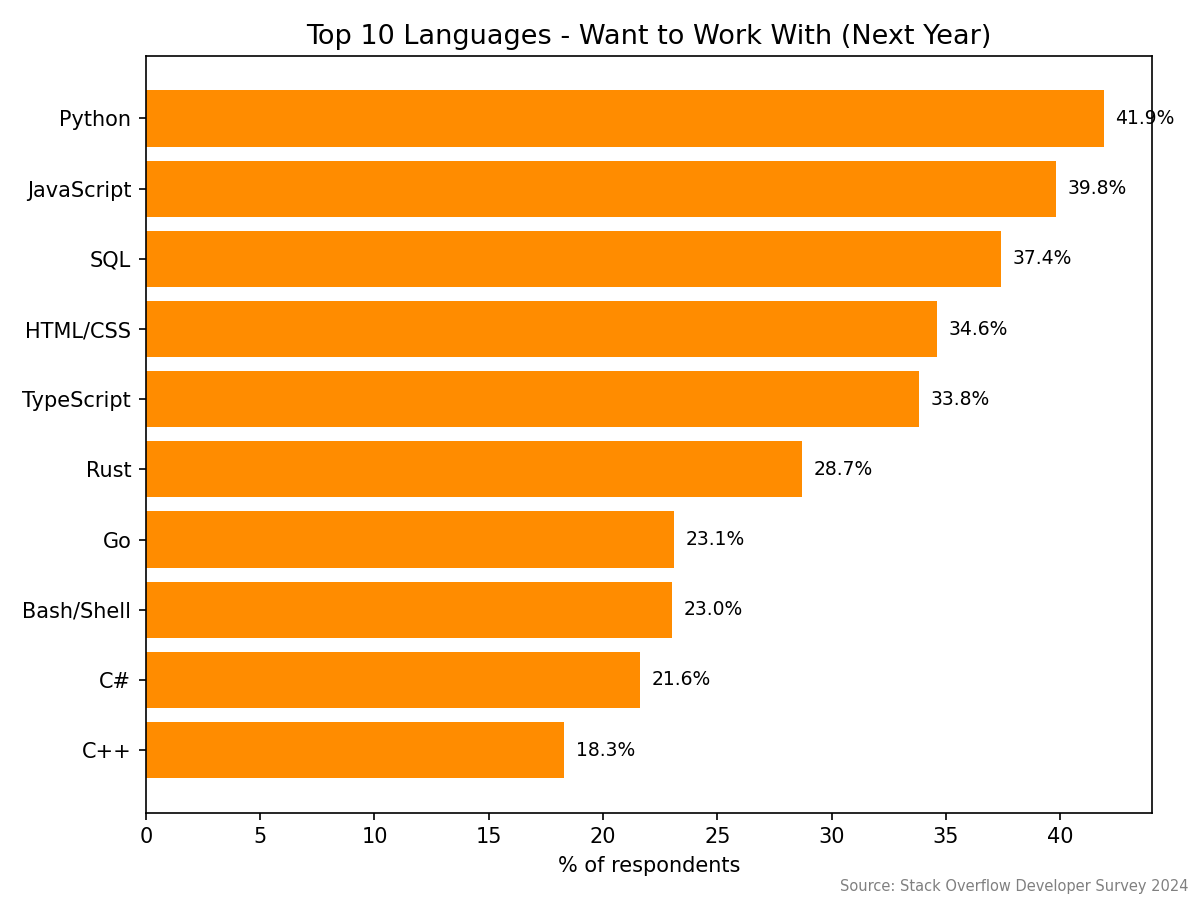 Top 10 Languages - Want to Work With (Next Year)
Python 41.9%
JavaScript 39.8%
SQL 37.4%
HTML/CSS 34.6%
TypeScript 33.8%
Rust 28.7%
Go 23.1%
Bash/Shell 23.0%
C# 21.6%
C++ 18.3%
0 5 10 15 20 25 30 35 40
% of respondents
Source: Stack Overflow Developer Survey 2024